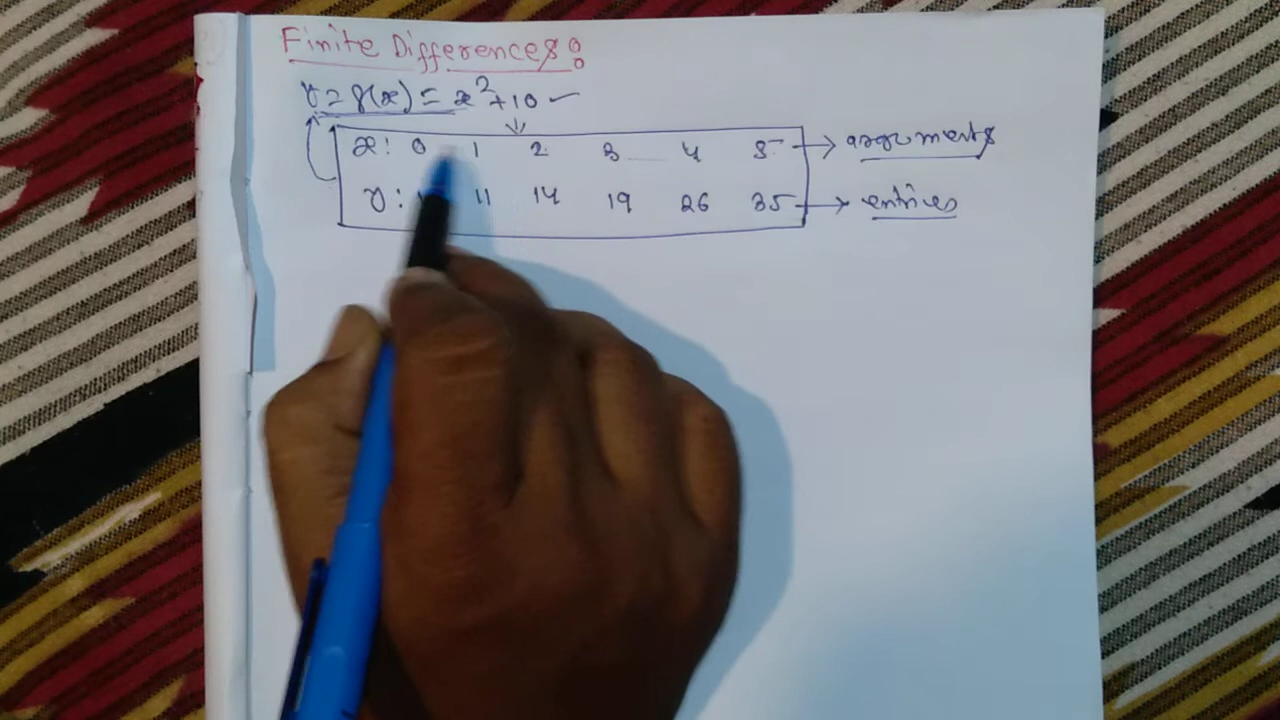 Finite Differences:
y = f(x) = x²+10
x: 0 1 2 3 4 5 → arguments
y: 11 14 19 26 35 → entries